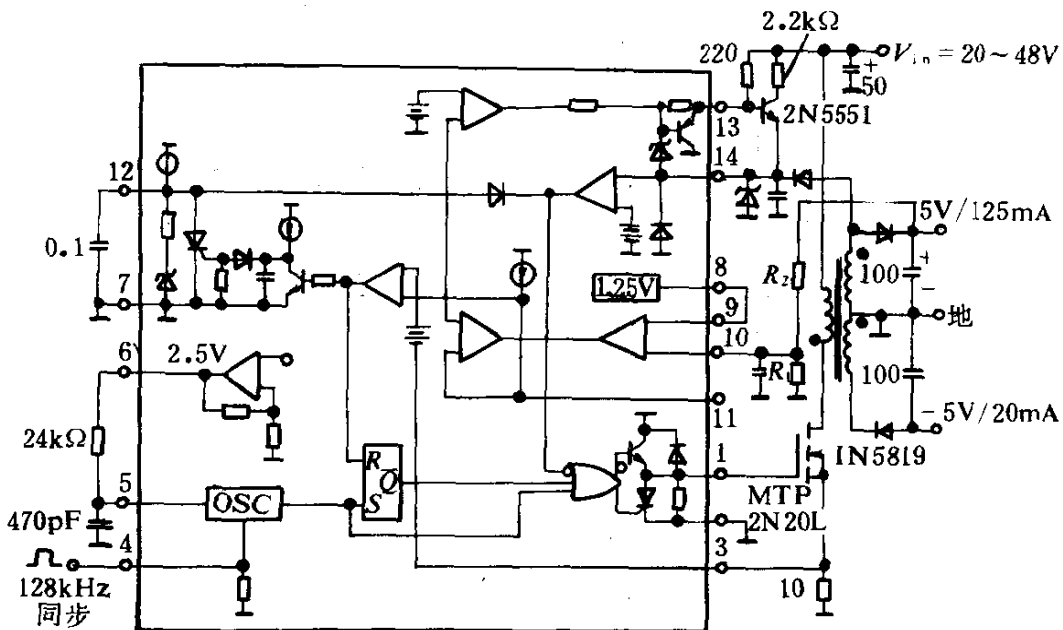 2.2kΩ
220
V in = 20~48V
+
50
2N5551
13
14
12
0.1
7
5V/125mA
R₂
100
+
−
8
1.25V
9
10
地
6
2.5V
R
100
11
−5V/20mA
24kΩ
1N5819
1
R
Q̄
S
MTP
2N20L
5
OSC
470pF
4
3
128kHz
同步
10